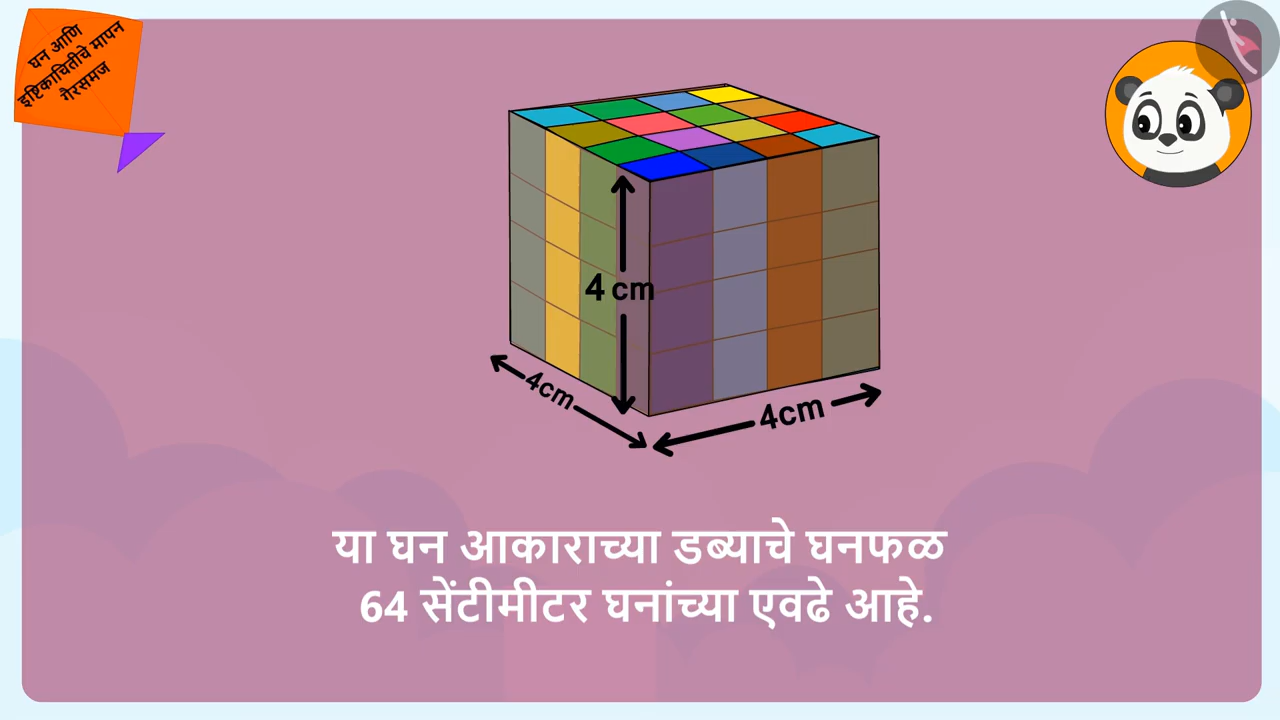 घन आणि
इष्टिकाचितीचे मापन
गैरसमज
4 cm
4cm
4cm
या घन आकाराच्या डब्याचे घनफळ
64 सेंटीमीटर घनांच्या एवढे आहे.